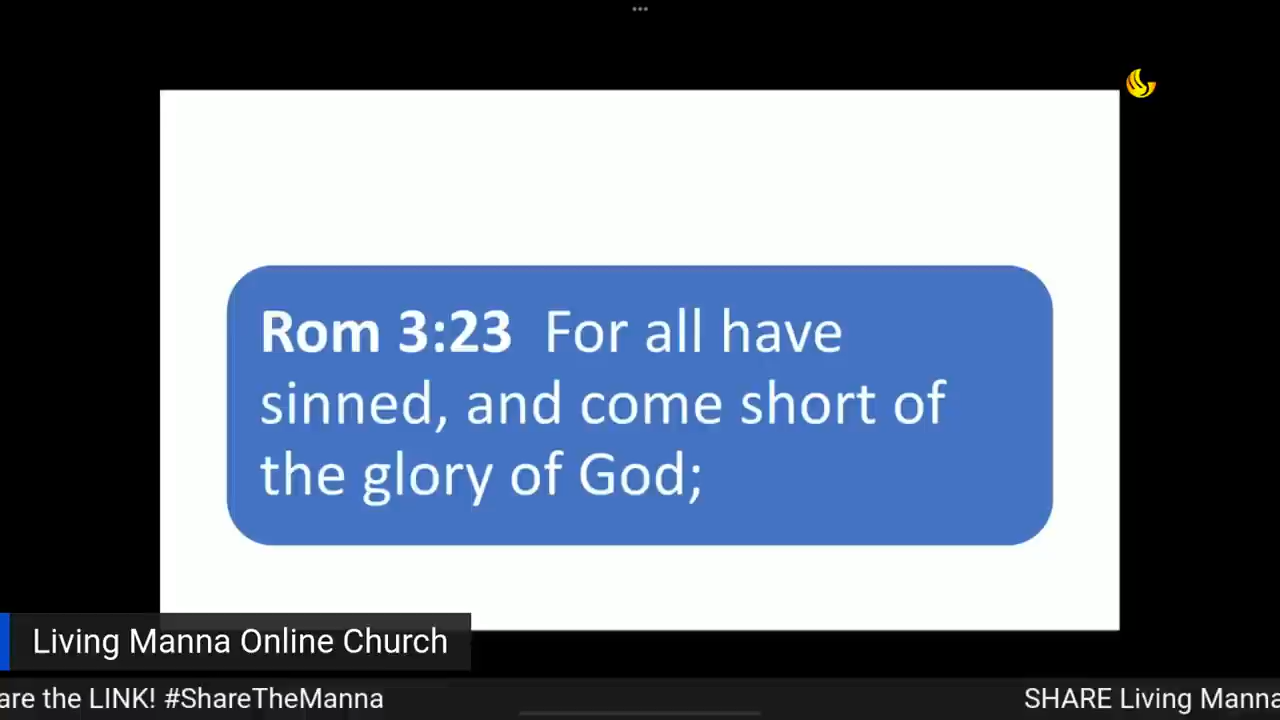 Rom 3:23 For all have
sinned, and come short of
the glory of God;
Living Manna Online Church
are the LINK! #ShareTheManna
SHARE Living Manna